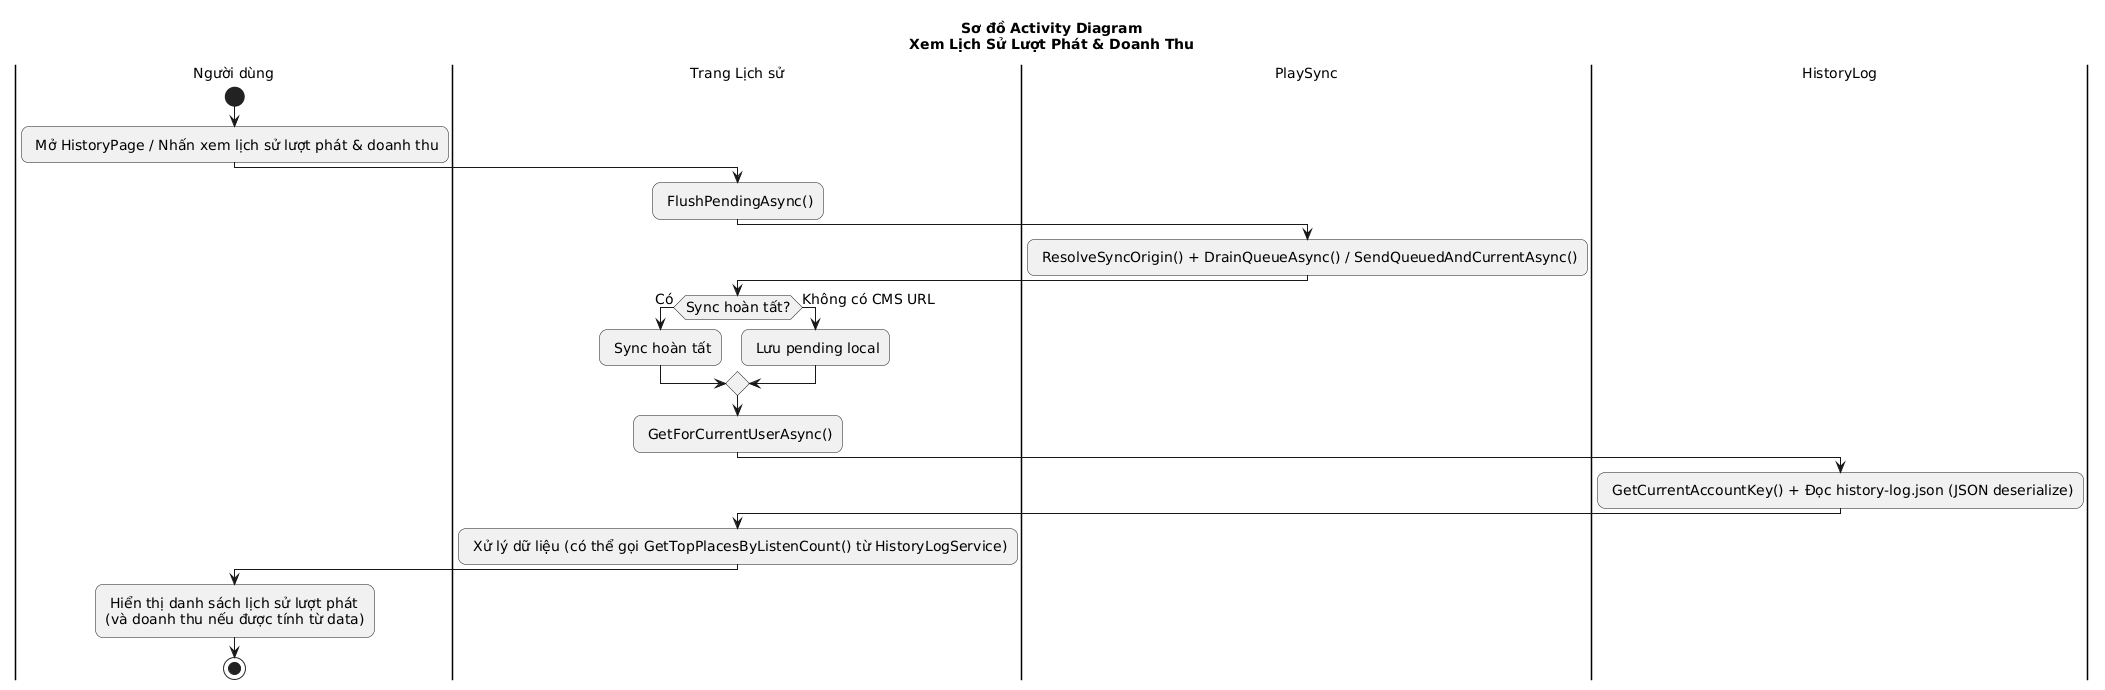 Sơ đồ Activity Diagram
Xem Lịch Sử Lượt Phát & Doanh Thu
Người dùng
Trang Lịch sử
PlaySync
HistoryLog
Mở HistoryPage / Nhấn xem lịch sử lượt phát & doanh thu
FlushPendingAsync()
ResolveSyncOrigin() + DrainQueueAsync() / SendQueuedAndCurrentAsync()
Có
Sync hoàn tất?
Không có CMS URL
Sync hoàn tất
Lưu pending local
GetForCurrentUserAsync()
GetCurrentAccountKey() + Đọc history-log.json (JSON deserialize)
Xử lý dữ liệu (có thể gọi GetTopPlacesByListenCount() từ HistoryLogService)
Hiển thị danh sách lịch sử lượt phát
(và doanh thu nếu được tính từ data)